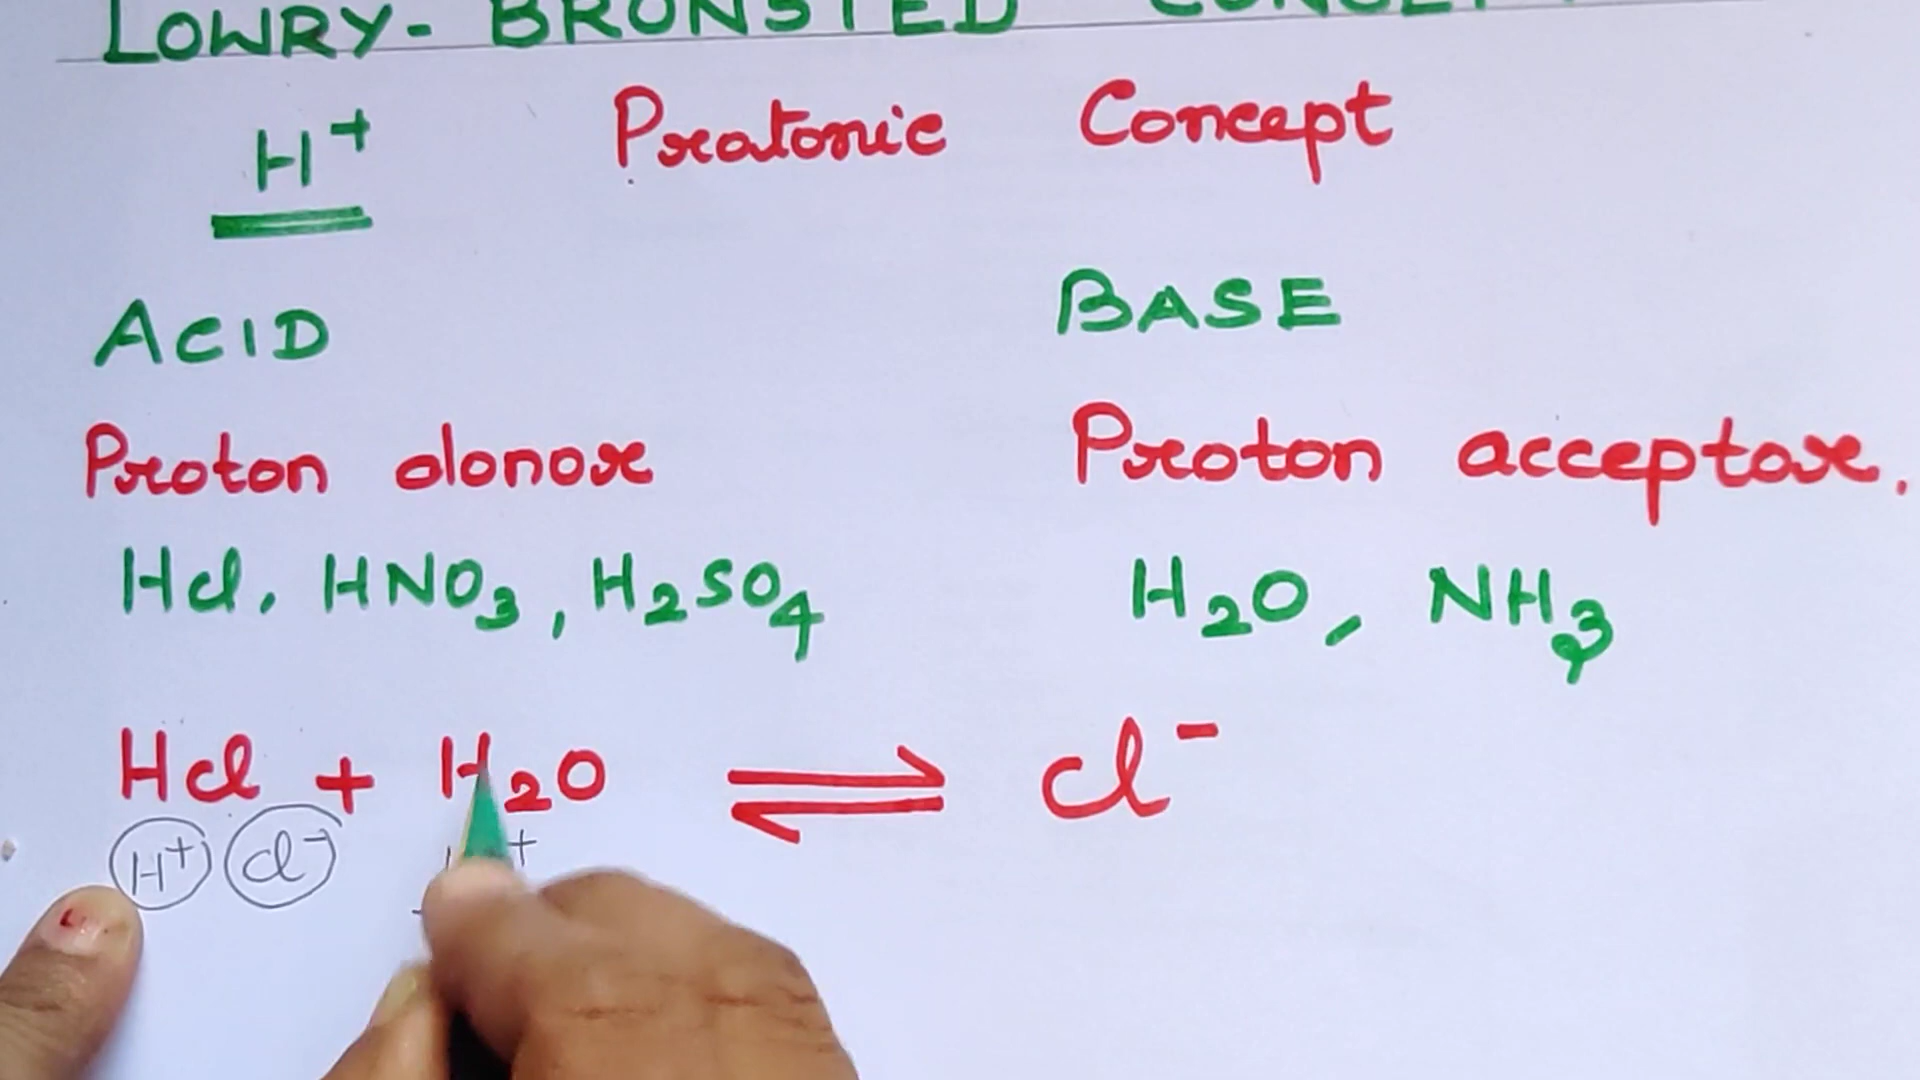 LOWRY- BRONSTED CONCEPT
H+ Protonic Concept
ACID BASE
Proton donor Proton acceptor.
Hcl, HNO3, H2SO4 H2O, NH3
Hcl + H2O ⇌ cl-
H+ cl- +